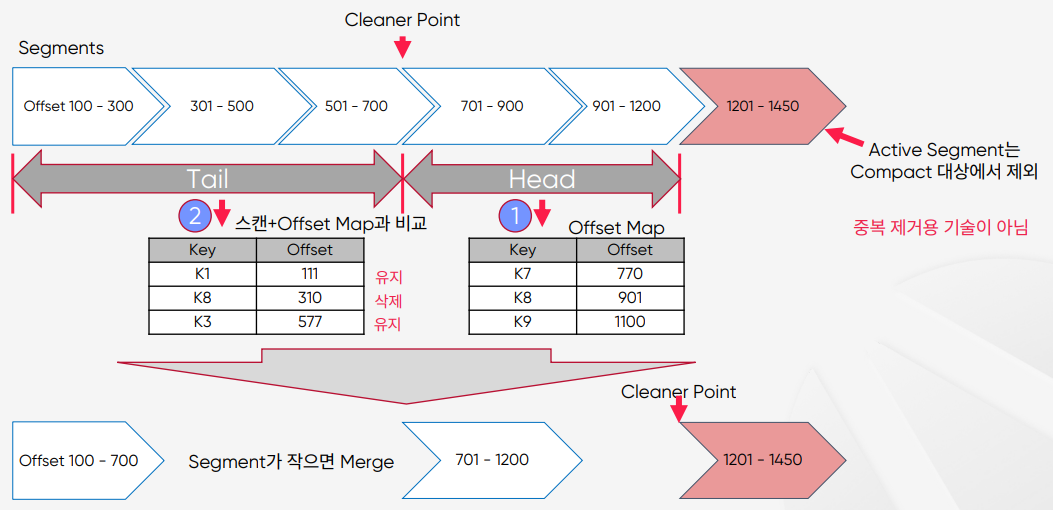 Cleaner Point
Segments
Offset 100 - 300
301 - 500
501 - 700
701 - 900
901 - 1200
1201 - 1450
Active Segment는
Compact 대상에서 제외
Tail
Head
2
스캔+Offset Map과 비교
1
Offset Map
중복 제거용 기술이 아님
Key Offset
K1 111 유지
K8 310 삭제
K3 577 유지
Key Offset
K7 770
K8 901
K9 1100
Cleaner Point
Offset 100 - 700
Segment가 작으면 Merge
701 - 1200
1201 - 1450